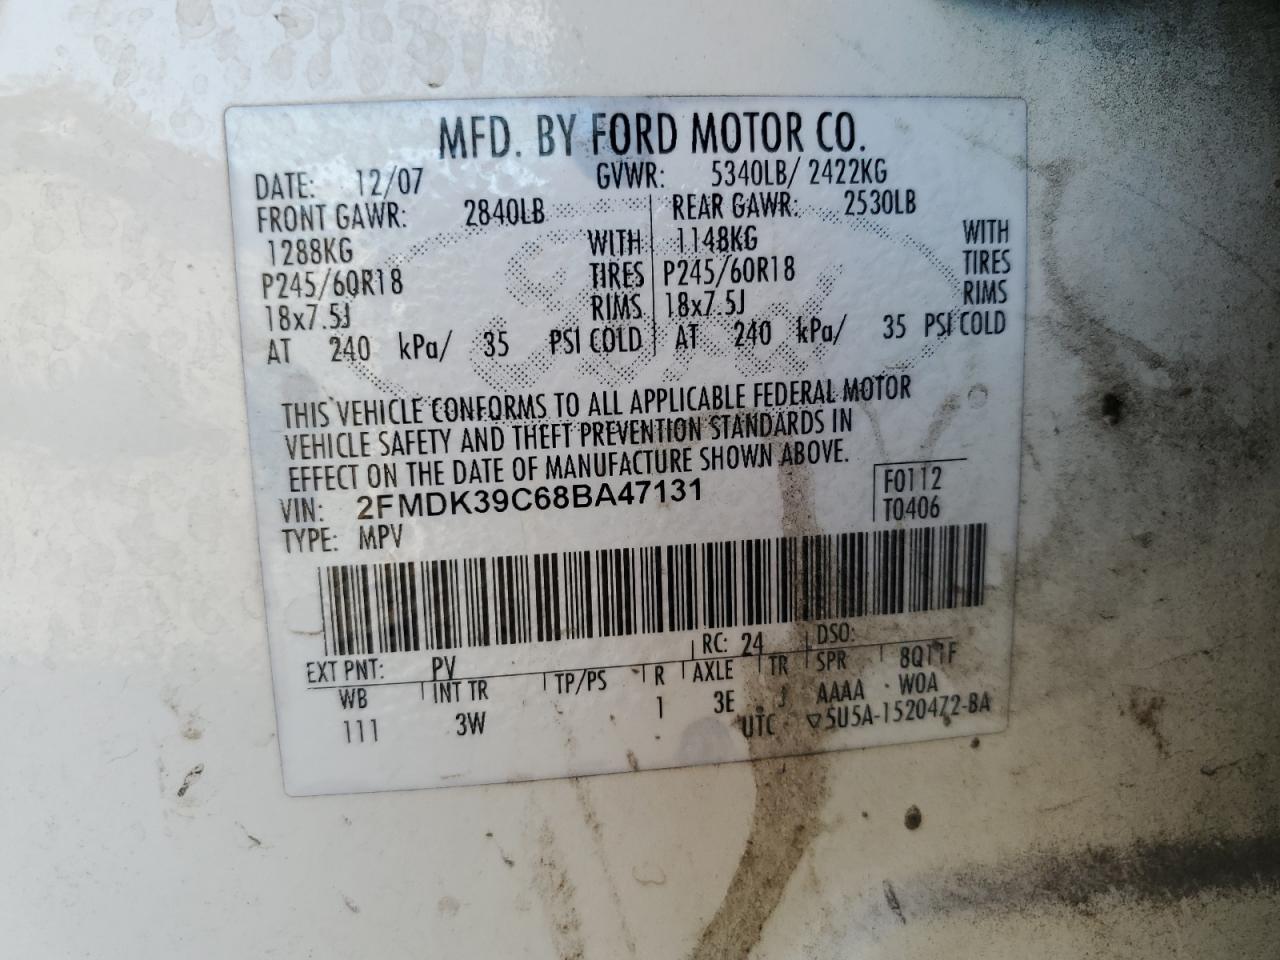 MFD. BY FORD MOTOR CO.
DATE: 12/07 GVWR: 5340LB/ 2422KG
FRONT GAWR: 2840LB REAR GAWR: 2530LB
1288KG WITH 1148KG WITH
P245/60R18 TIRES P245/60R18 TIRES
18x7.5J RIMS 18x7.5J RIMS
AT 240 kPa/ 35 PSI COLD AT 240 kPa/ 35 PSI COLD
THIS VEHICLE CONFORMS TO ALL APPLICABLE FEDERAL MOTOR
VEHICLE SAFETY AND THEFT PREVENTION STANDARDS IN
EFFECT ON THE DATE OF MANUFACTURE SHOWN ABOVE.
VIN: 2FMDK39C68BA47131 F0112
TYPE: MPV T0406
EXT PNT: PV RC: 24 DSO:
WB INT TR TP/PS R AXLE TR SPR 8Q11F
111 3W 1 3E J AAAA W0A
UTC ▽5U5A-1520472-BA